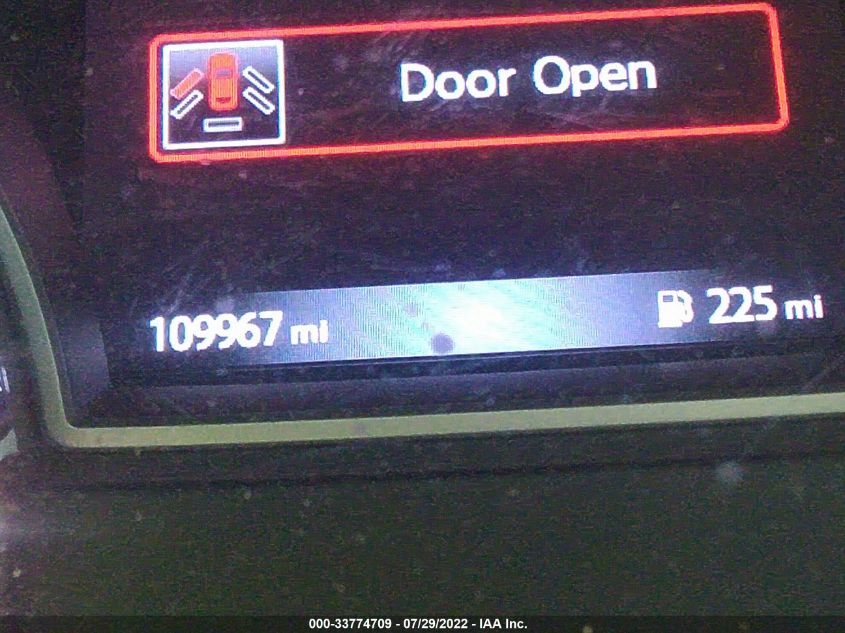 Door Open
109967 mi
225 mi
000-33774709 - 07/29/2022 - IAA Inc.